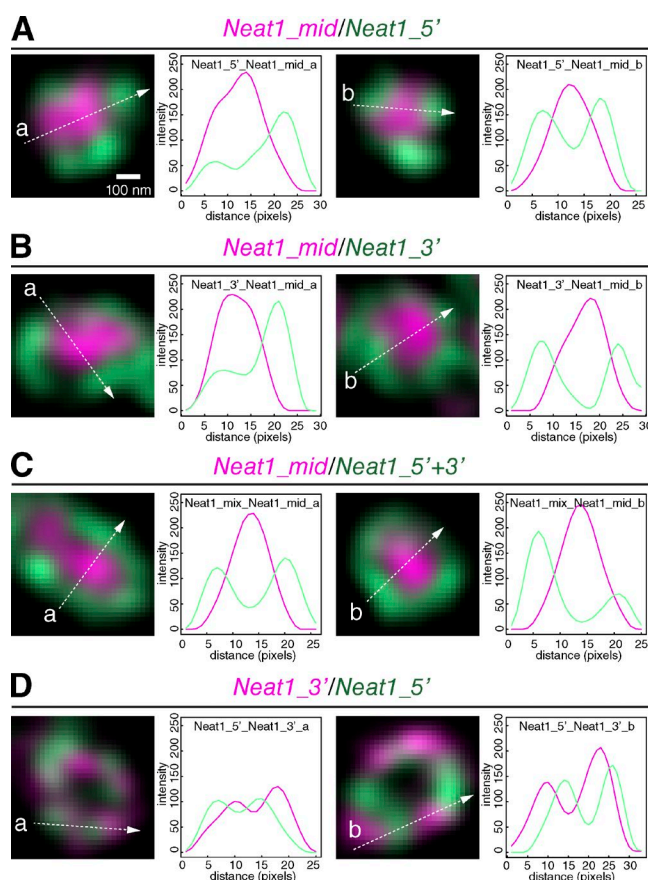 A Neat1_mid/Neat1_5'
a
100 nm
intensity
0 50 100 150 200 250
Neat1_5'_Neat1_mid_a
0 5 10 15 20 25 30
distance (pixels)
b
intensity
0 50 100 150 200 250
Neat1_5'_Neat1_mid_b
0 5 10 15 20 25
distance (pixels)
B Neat1_mid/Neat1_3'
a
intensity
0 50 100 150 200 250
Neat1_3'_Neat1_mid_a
0 5 10 15 20 25 30
distance (pixels)
b
intensity
0 50 100 150 200 250
Neat1_3'_Neat1_mid_b
0 5 10 15 20 25 30
distance (pixels)
C Neat1_mid/Neat1_5'+3'
a
intensity
0 50 100 150 200 250
Neat1_mix_Neat1_mid_a
0 5 10 15 20 25
distance (pixels)
b
intensity
0 50 100 150 200 250
Neat1_mix_Neat1_mid_b
0 5 10 15 20 25
distance (pixels)
D Neat1_3'/Neat1_5'
a
intensity
0 50 100 150 200 250
Neat1_5'_Neat1_3'_a
0 5 10 15 20 25
distance (pixels)
b
intensity
0 50 100 150 200 250
Neat1_5'_Neat1_3'_b
0 5 10 15 20 25 30
distance (pixels)